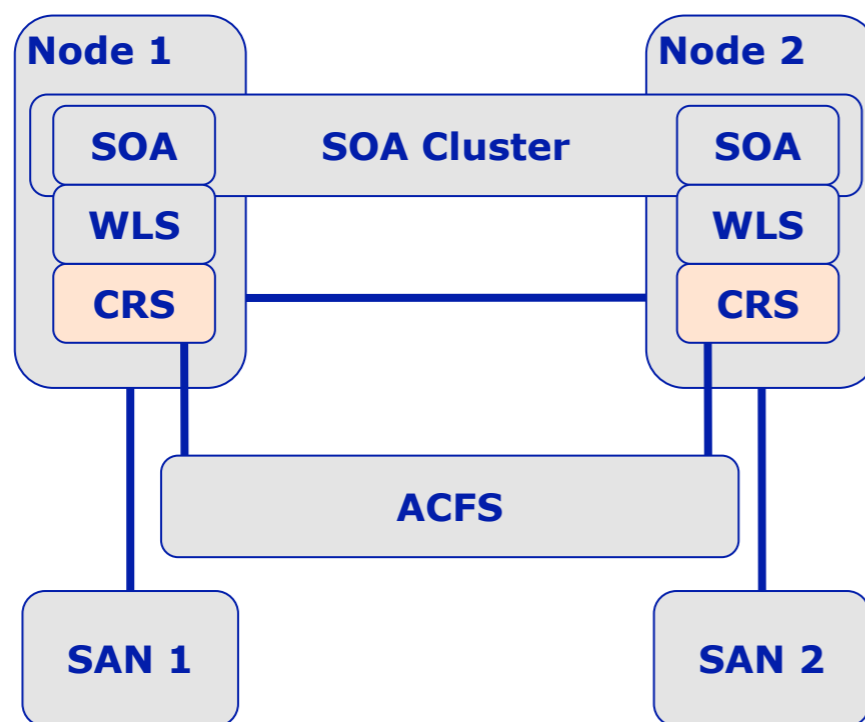 Node 1
Node 2
SOA
SOA Cluster
SOA
WLS
WLS
CRS
CRS
ACFS
SAN 1
SAN 2